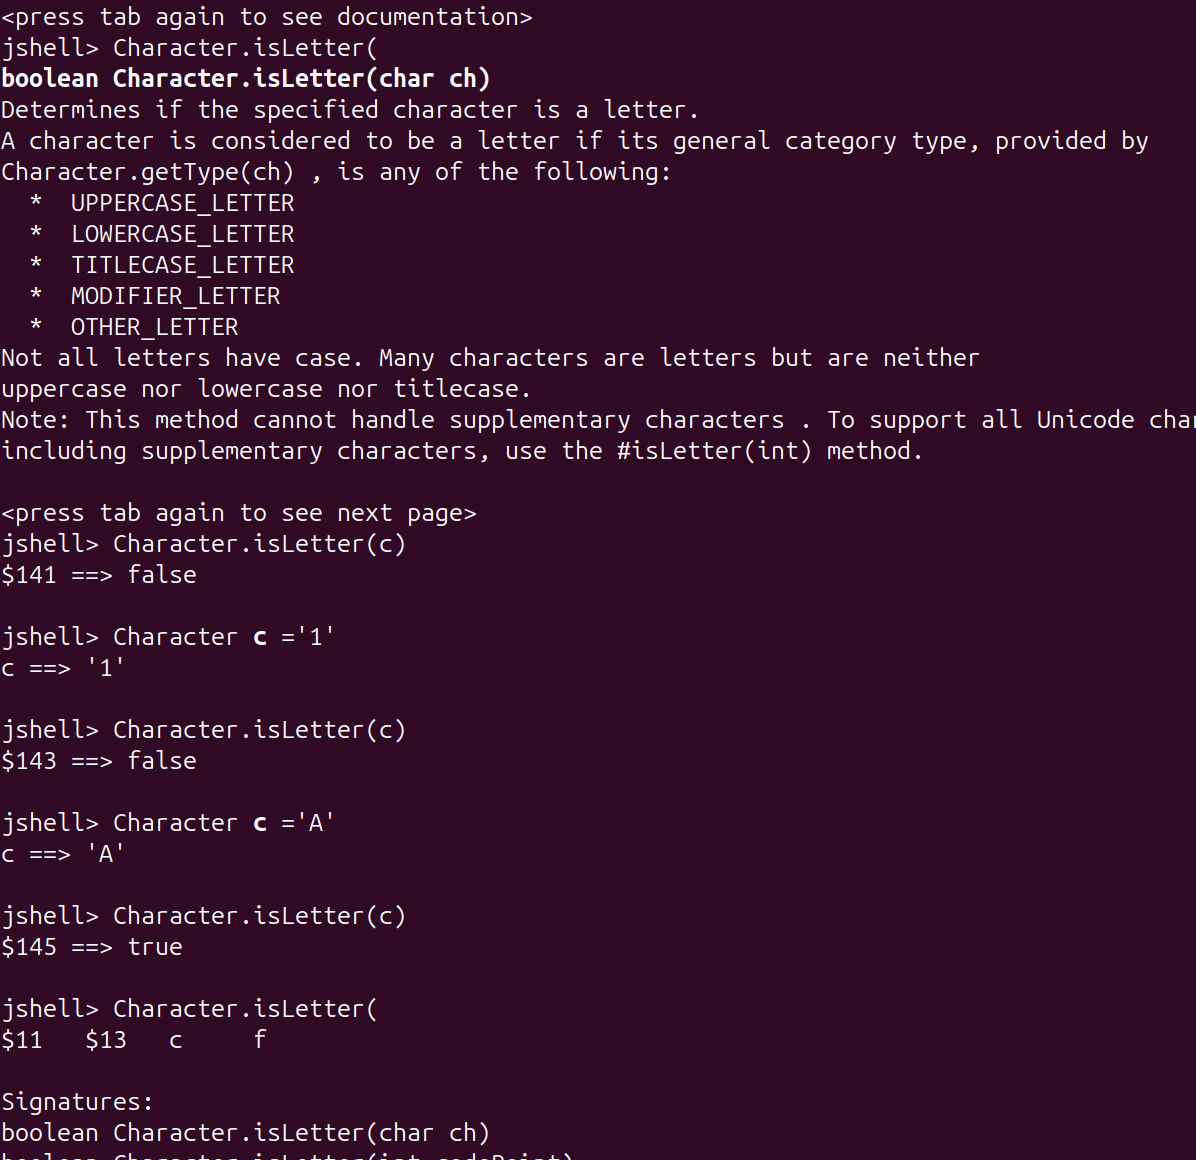 <press tab again to see documentation>
jshell> Character.isLetter(
boolean Character.isLetter(char ch)
Determines if the specified character is a letter.
A character is considered to be a letter if its general category type, provided by
Character.getType(ch) , is any of the following:
  *  UPPERCASE_LETTER
  *  LOWERCASE_LETTER
  *  TITLECASE_LETTER
  *  MODIFIER_LETTER
  *  OTHER_LETTER
Not all letters have case. Many characters are letters but are neither
uppercase nor lowercase nor titlecase.
Note: This method cannot handle supplementary characters . To support all Unicode
including supplementary characters, use the #isLetter(int) method.

<press tab again to see next page>
jshell> Character.isLetter(c)
$141 ==> false

jshell> Character c ='1'
c ==> '1'

jshell> Character.isLetter(c)
$143 ==> false

jshell> Character c ='A'
c ==> 'A'

jshell> Character.isLetter(c)
$145 ==> true

jshell> Character.isLetter(
$11   $13   c     f

Signatures:
boolean Character.isLetter(char ch)
boolean Character.isLetter(int codePoint)